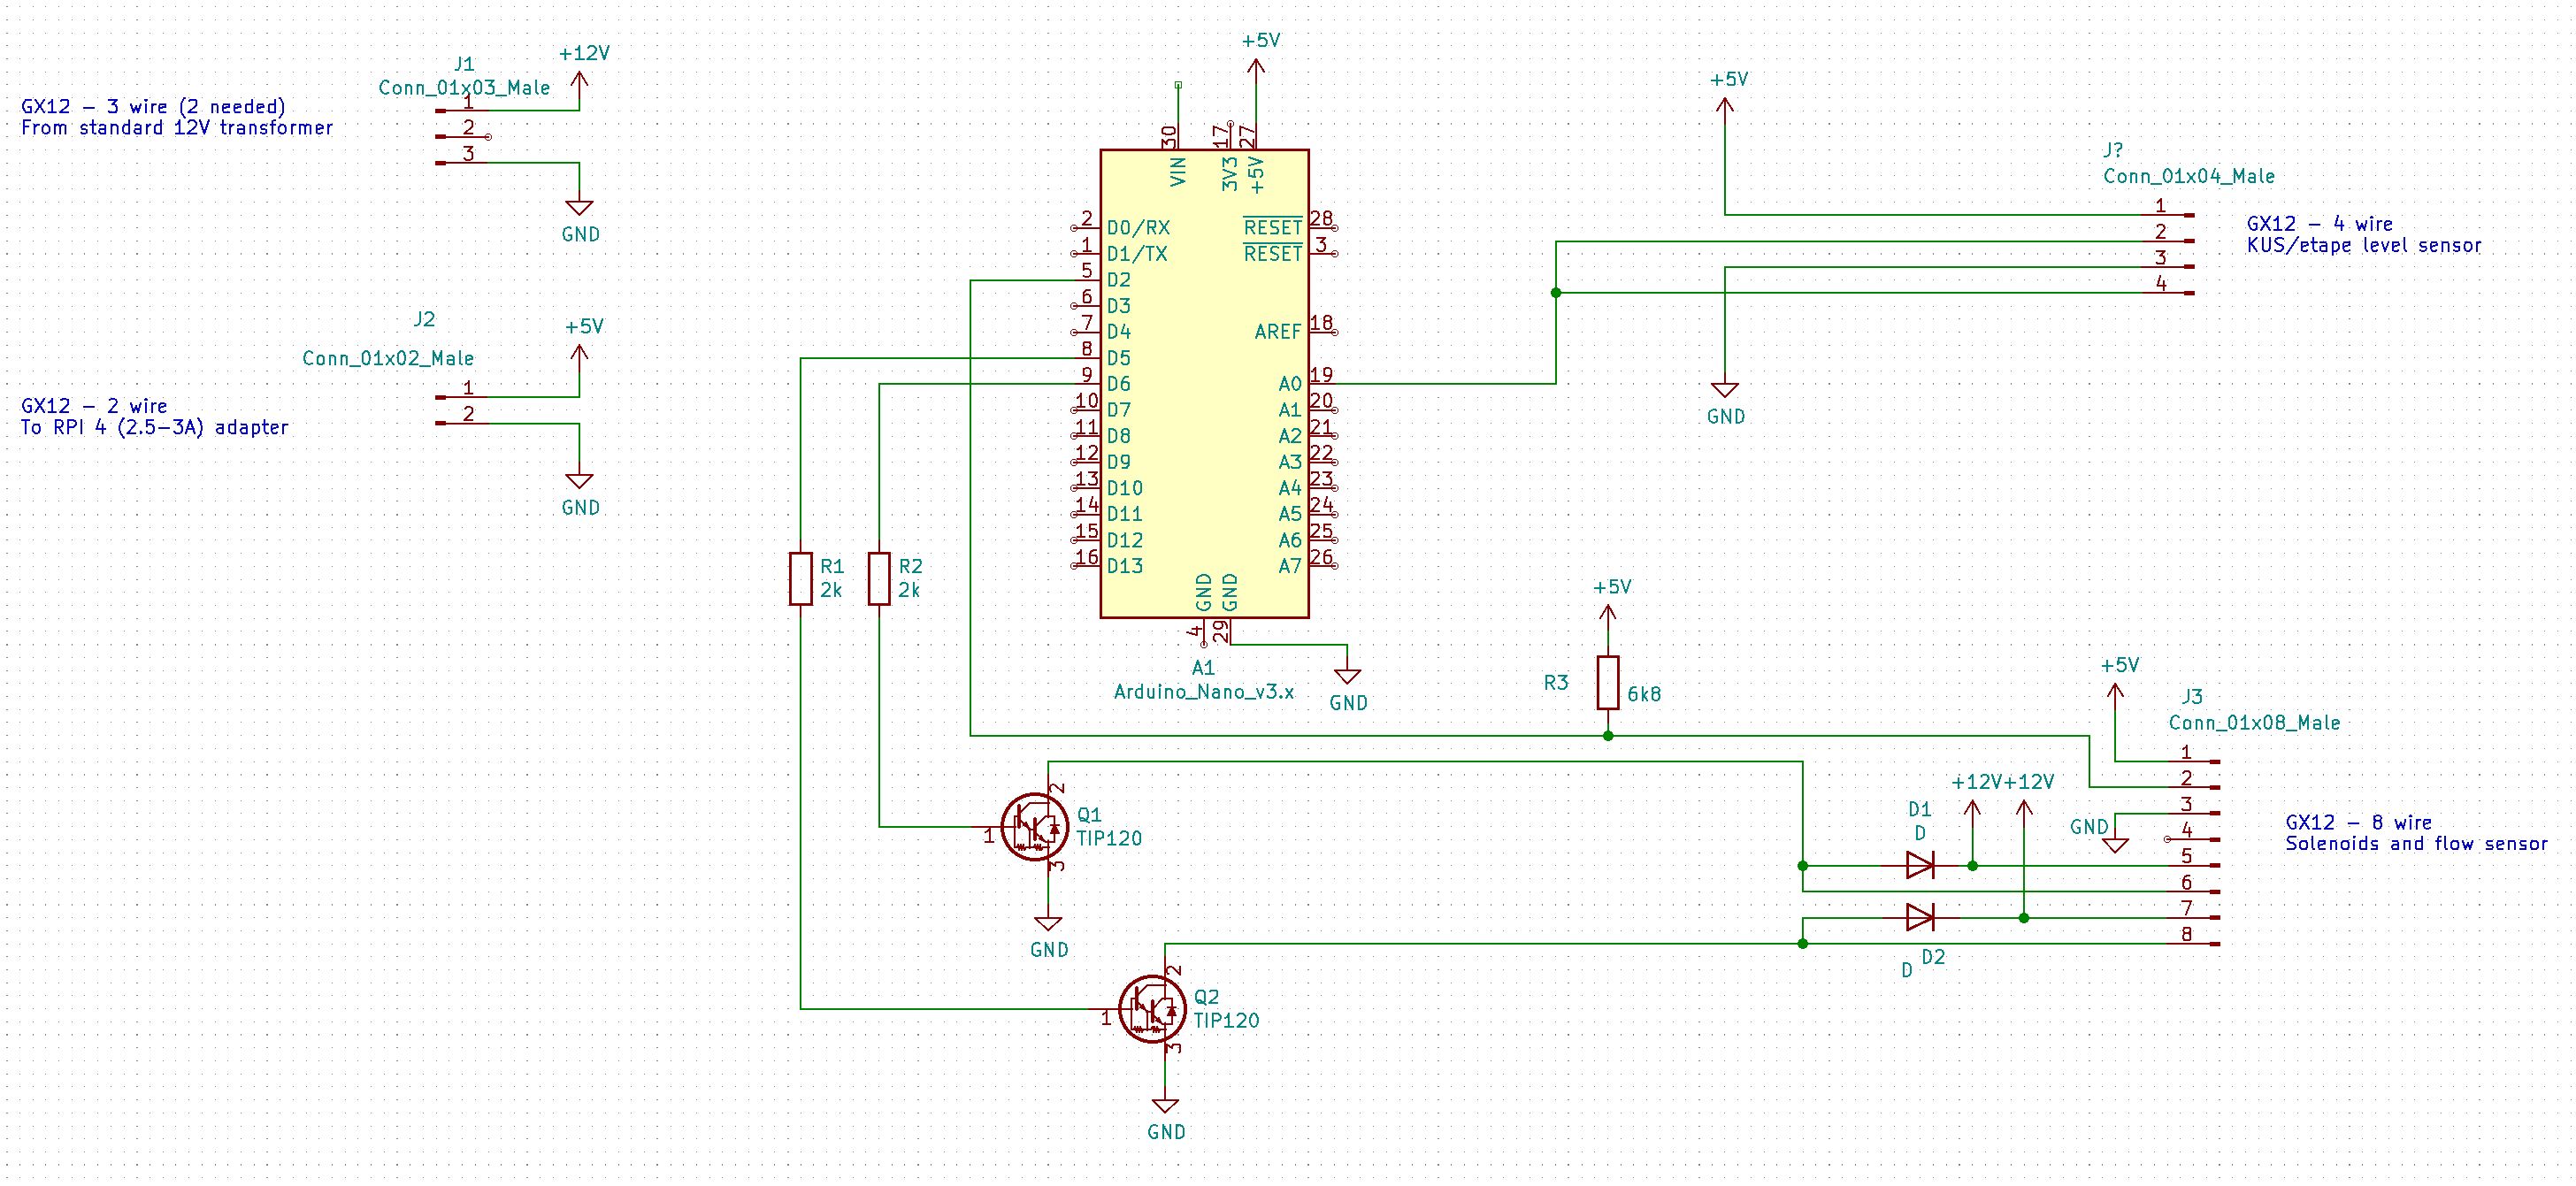 J1
Conn_01x03_Male
+12V
1
2
3
GX12 – 3 wire (2 needed)
From standard 12V transformer
GND
J2
Conn_01x02_Male
+5V
1
2
GX12 – 2 wire
To RPI 4 (2.5–3A) adapter
GND
+5V
30
17
27
VIN
3V3
+5V
2
D0/RX
1
D1/TX
5
D2
6
D3
7
D4
8
D5
9
D6
10
D7
11
D8
12
D9
13
D10
14
D11
15
D12
16
D13
RESET
28
RESET
3
AREF
18
A0
19
A1
20
A2
21
A3
22
A4
23
A5
24
A6
25
A7
26
GND
GND
4
29
A1
Arduino_Nano_v3.x
GND
R1
2k
R2
2k
+5V
J?
Conn_01x04_Male
1
2
3
4
GX12 – 4 wire
KUS/etape level sensor
GND
+5V
R3
6k8
+5V
J3
Conn_01x08_Male
1
2
3
4
5
6
7
8
GX12 – 8 wire
Solenoids and flow sensor
GND
+12V
+12V
D1
D
D2
D
Q1
TIP120
1
2
3
GND
Q2
TIP120
1
2
3
GND